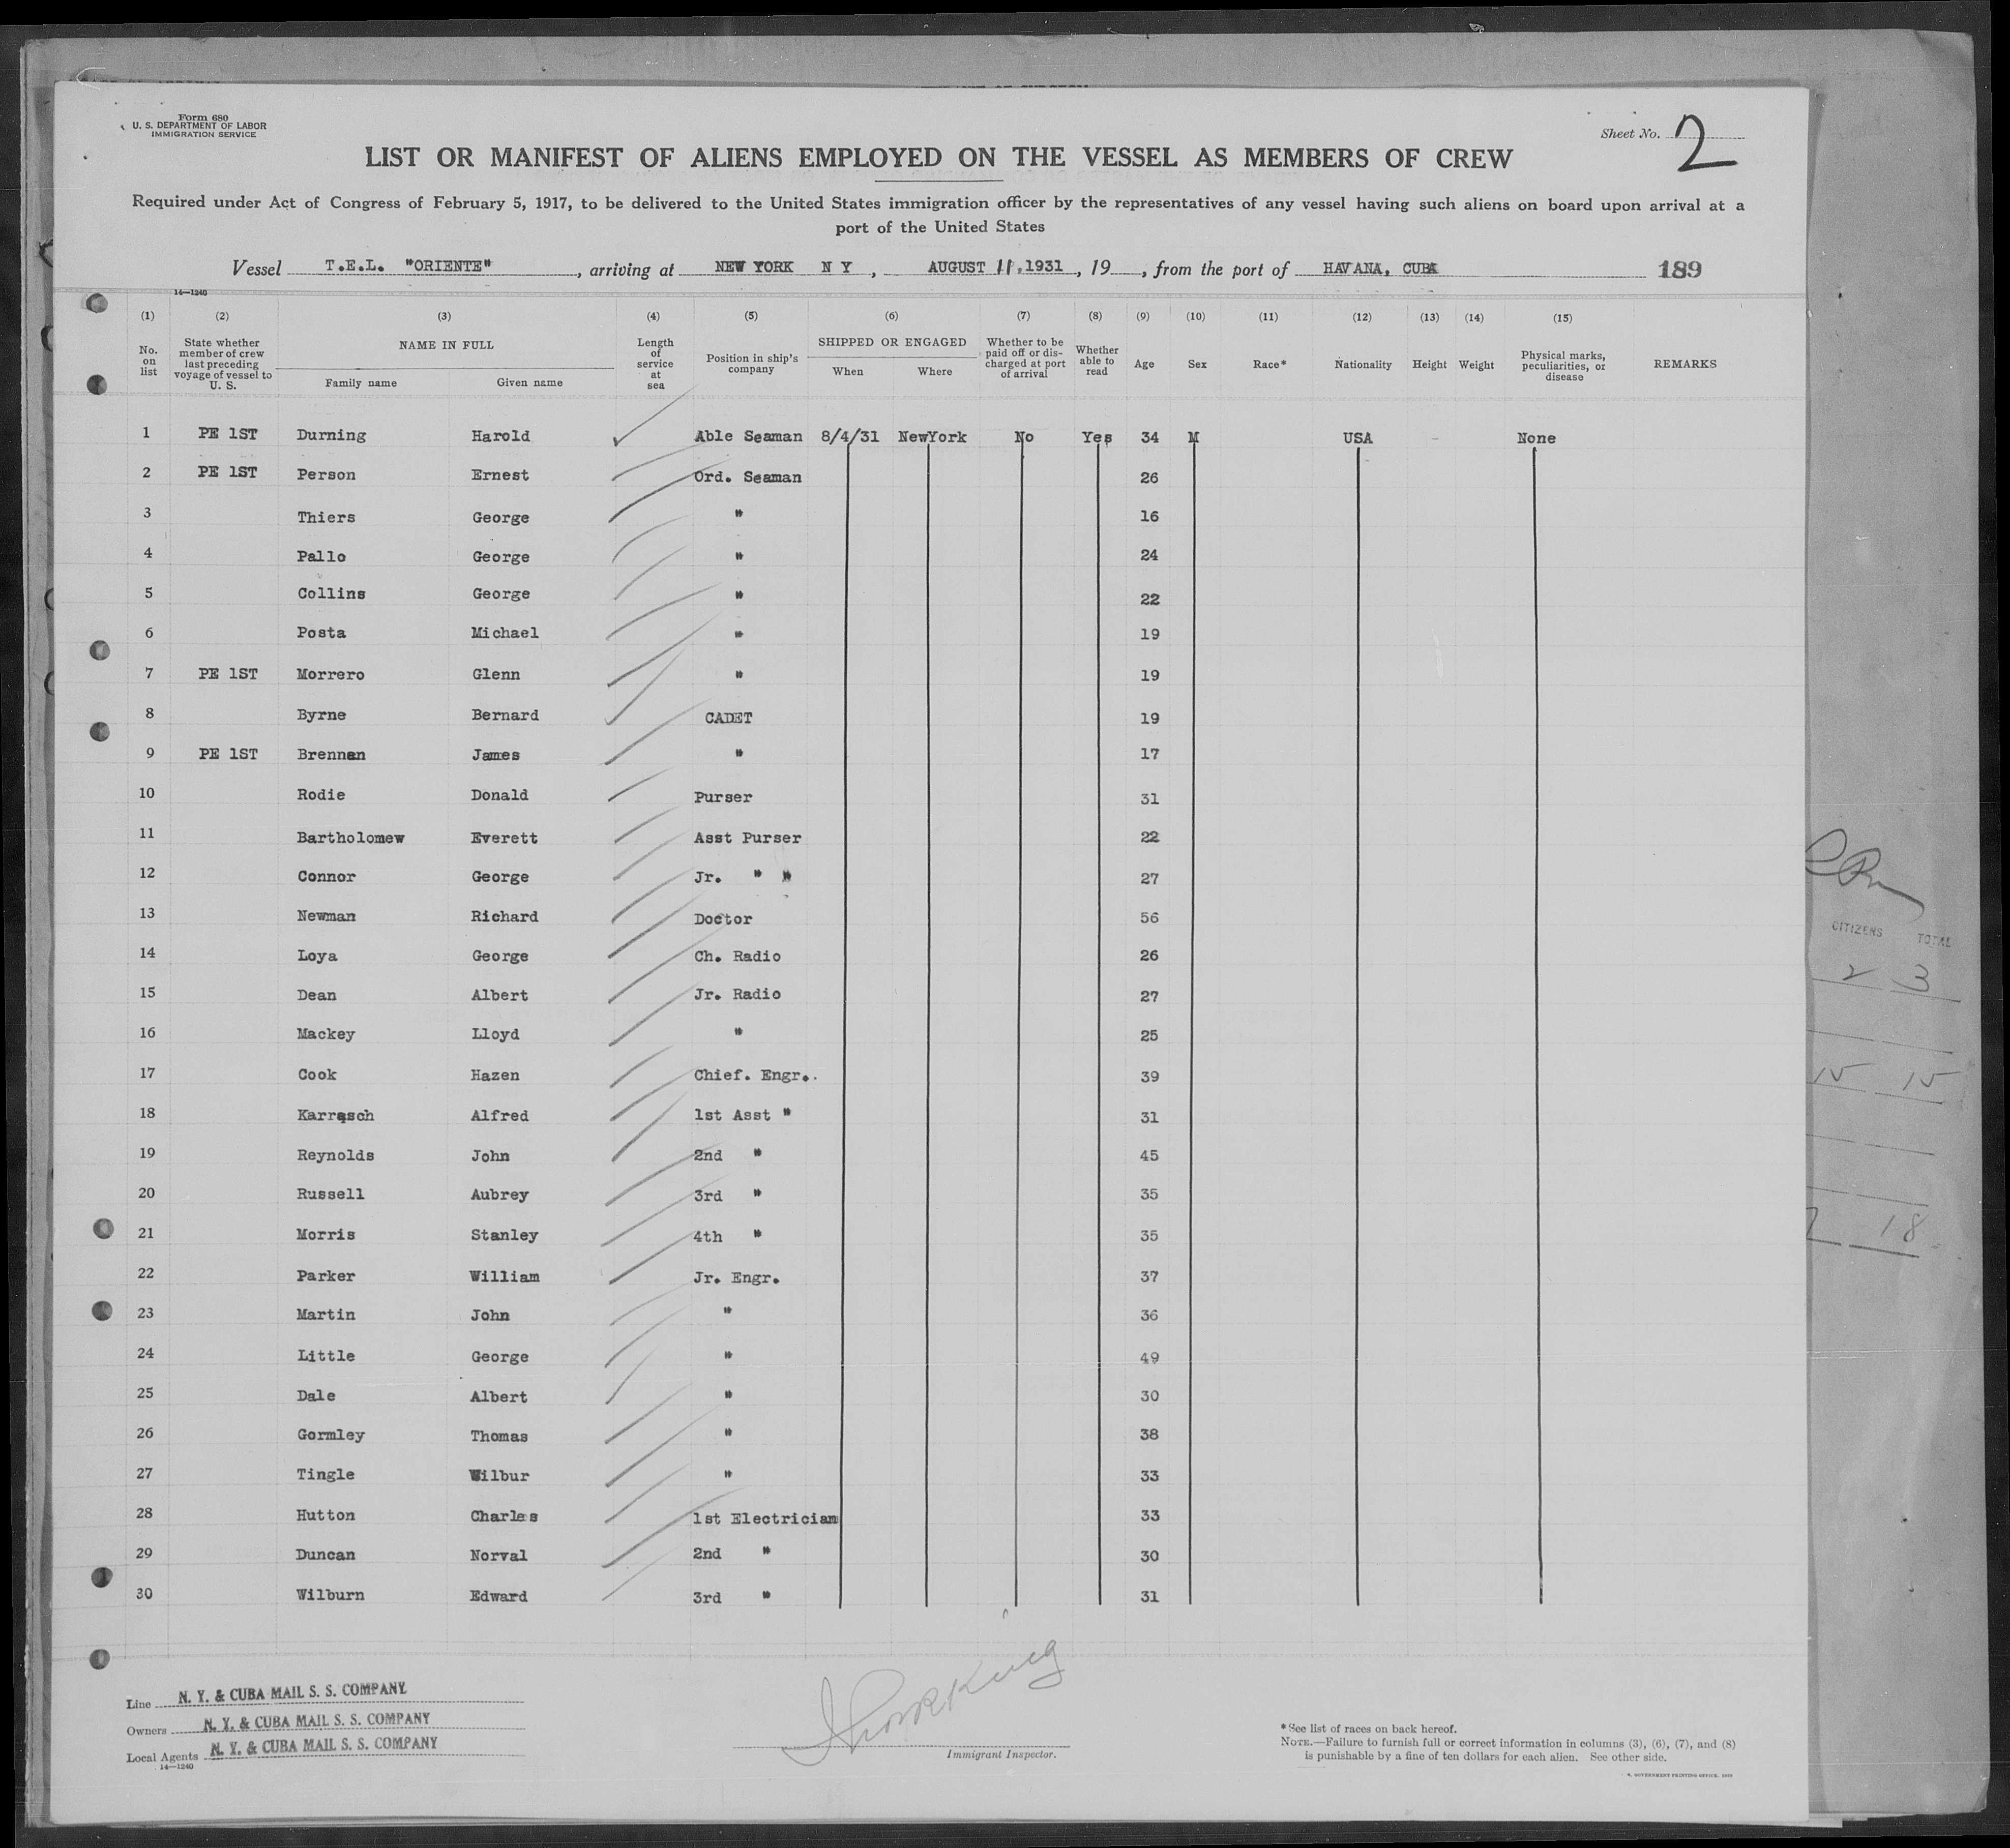 Form 680
U. S. DEPARTMENT OF LABOR
IMMIGRATION SERVICE
Sheet No. 2
LIST OR MANIFEST OF ALIENS EMPLOYED ON THE VESSEL AS MEMBERS OF CREW
Required under Act of Congress of February 5, 1917, to be delivered to the United States immigration officer by the representatives of any vessel having such aliens on board upon arrival at a
port of the United States
Vessel T.E.L. "ORIENTE", arriving at NEW YORK N Y, AUGUST 11,1931, 19, from the port of HAVANA, CUBA 189
14—1240
(1) (2) (3) (4) (5) (6) (7) (8) (9) (10) (11) (12) (13) (14) (15)
No. on list State whether member of crew last preceding voyage of vessel to U. S. NAME IN FULL Length of service at sea Position in ship's company SHIPPED OR ENGAGED Whether to be paid off or discharged at port of arrival Whether able to read Age Sex Race* Nationality Height Weight Physical marks, peculiarities, or disease REMARKS
Family name Given name When Where
1 PE 1ST Durning Harold Able Seaman 8/4/31 NewYork No Yes 34 M USA - None
2 PE 1ST Person Ernest Ord. Seaman 26
3 Thiers George " 16
4 Pallo George " 24
5 Collins George " 22
6 Posta Michael " 19
7 PE 1ST Morrero Glenn " 19
8 Byrne Bernard CADET 19
9 PE 1ST Brennan James " 17
10 Rodie Donald Purser 31
11 Bartholomew Everett Asst Purser 22
12 Connor George Jr. " " 27
13 Newman Richard Doctor 56
14 Loya George Ch. Radio 26
15 Dean Albert Jr. Radio 27
16 Mackey Lloyd " 25
17 Cook Hazen Chief. Engr. 39
18 Karrasch Alfred 1st Asst " 31
19 Reynolds John 2nd " 45
20 Russell Aubrey 3rd " 35
21 Morris Stanley 4th " 35
22 Parker William Jr. Engr. 37
23 Martin John " 36
24 Little George " 49
25 Dale Albert " 30
26 Gormley Thomas " 38
27 Tingle Wilbur " 33
28 Hutton Charles 1st Electrician 33
29 Duncan Norval 2nd " 30
30 Wilburn Edward 3rd " 31
CITIZENS TOTAL
2 3
15 15
18
Line N. Y. & CUBA MAIL S. S. COMPANY
Owners N. Y. & CUBA MAIL S. S. COMPANY
Local Agents N. Y. & CUBA MAIL S. S. COMPANY
14—1240
Immigrant Inspector.
*See list of races on back hereof.
NOTE.—Failure to furnish full or correct information in columns (3), (6), (7), and (8)
is punishable by a fine of ten dollars for each alien. See other side.
GOVERNMENT PRINTING OFFICE